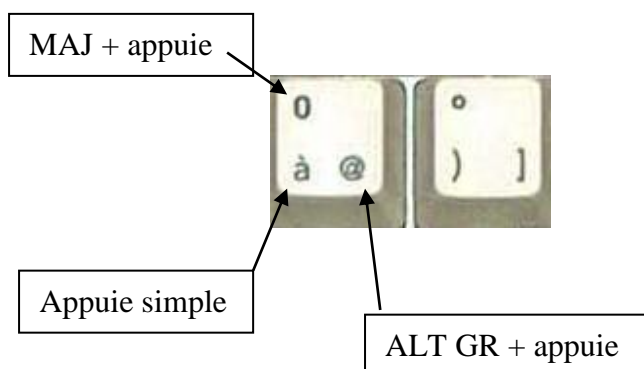 MAJ + appuie
0 °
à @ ) ]
Appuie simple
ALT GR + appuie